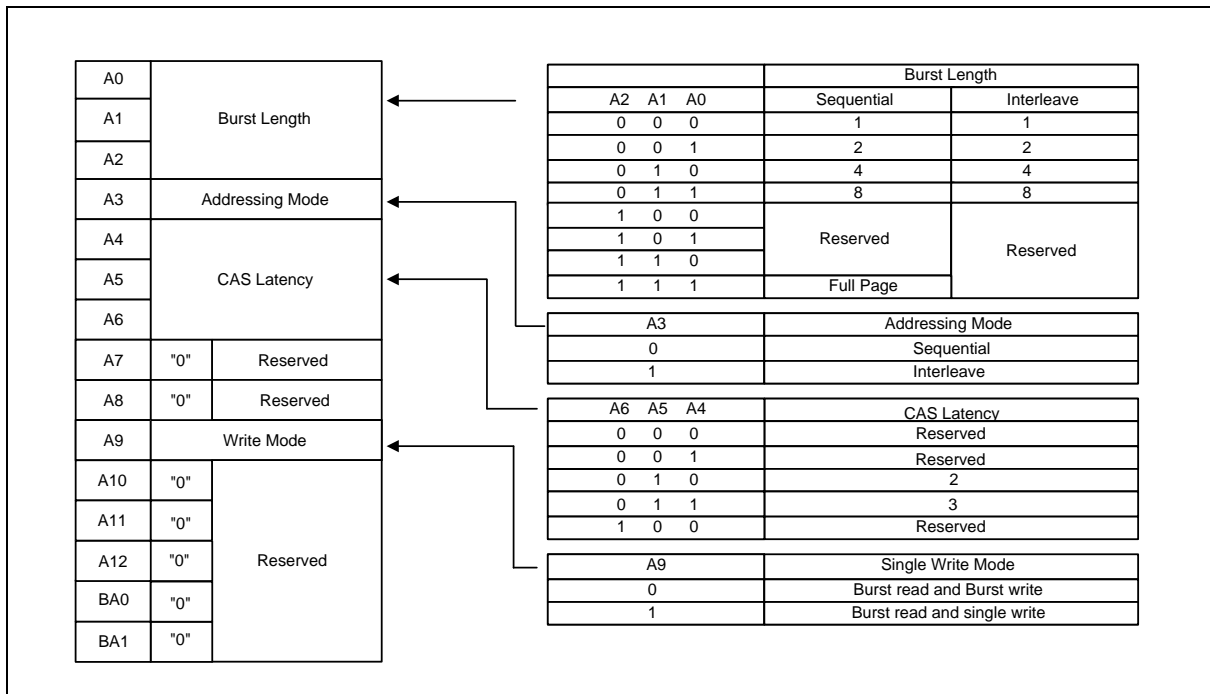 A0
A1
A2
Burst Length
A3
Addressing Mode
A4
A5
A6
CAS Latency
A7 "0" Reserved
A8 "0" Reserved
A9 Write Mode
A10 "0"
A11 "0"
A12 "0"
BA0 "0"
BA1 "0"
Reserved
Burst Length
A2 A1 A0 Sequential Interleave
0 0 0 1 1
0 0 1 2 2
0 1 0 4 4
0 1 1 8 8
1 0 0
1 0 1 Reserved
Reserved
1 1 0
1 1 1 Full Page
A3 Addressing Mode
0 Sequential
1 Interleave
A6 A5 A4 CAS Latency
0 0 0 Reserved
0 0 1 Reserved
0 1 0 2
0 1 1 3
1 0 0 Reserved
A9 Single Write Mode
0 Burst read and Burst write
1 Burst read and single write